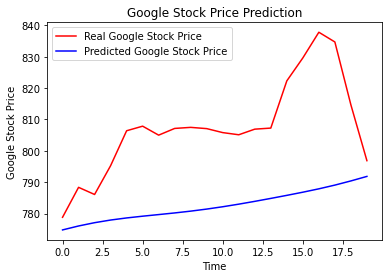 Google Stock Price Prediction
Real Google Stock Price
Predicted Google Stock Price
840
830
820
810
800
790
780
Google Stock Price
0.0 2.5 5.0 7.5 10.0 12.5 15.0 17.5
Time